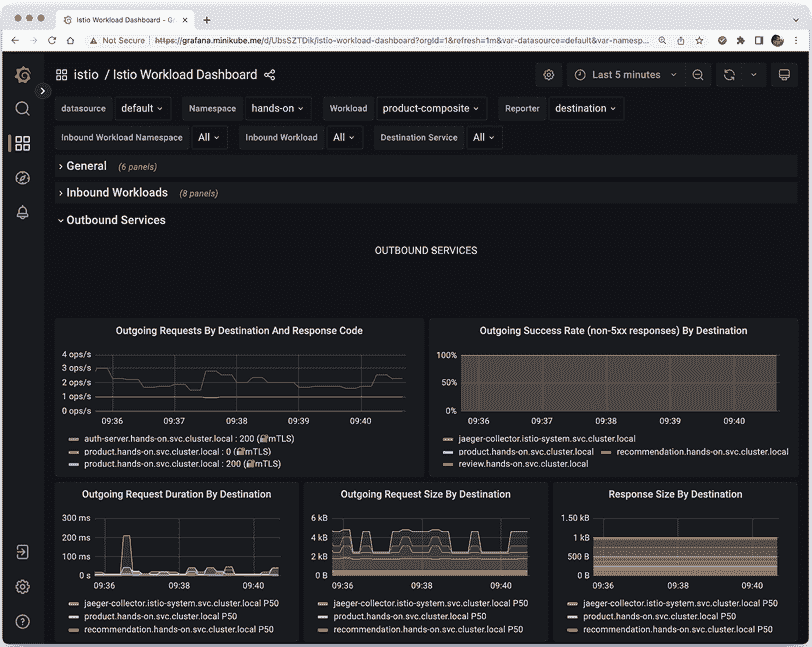 istio Workload Dashboard - G
Not Secure
https://grafana.minikube.me/d/UbsSZTDik/istio-workload-dashboard?orgId=1&refresh=1m&var-datasource=default&var-namesp...
istio / Istio Workload Dashboard
Last 5 minutes
datasource default Namespace hands-on Workload product-composite Reporter destination
Inbound Workload Namespace All Inbound Workload All Destination Service All
General (6 panels)
Inbound Workloads (8 panels)
Outbound Services
OUTBOUND SERVICES
Outgoing Requests By Destination And Response Code
4 ops/s
3 ops/s
2 ops/s
1 ops/s
0 ops/s
09:36 09:37 09:38 09:39 09:40
auth-server.hands-on.svc.cluster.local : 200 (🔐mTLS)
product.hands-on.svc.cluster.local : 0 (🔐mTLS)
product.hands-on.svc.cluster.local : 200 (🔐mTLS)
Outgoing Success Rate (non-5xx responses) By Destination
100%
50%
0%
09:36 09:37 09:38 09:39 09:40
jaeger-collector.istio-system.svc.cluster.local
product.hands-on.svc.cluster.local recommendation.hands-on.svc.cluster.local
review.hands-on.svc.cluster.local
Outgoing Request Duration By Destination
300 ms
200 ms
100 ms
0 s
09:36 09:38 09:40
jaeger-collector.istio-system.svc.cluster.local P50
product.hands-on.svc.cluster.local P50
recommendation.hands-on.svc.cluster.local P50
Outgoing Request Size By Destination
6 kB
4 kB
2 kB
0 B
09:36 09:38 09:40
jaeger-collector.istio-system.svc.cluster.local P50
product.hands-on.svc.cluster.local P50
recommendation.hands-on.svc.cluster.local P50
Response Size By Destination
1.50 kB
1 kB
500 B
0 B
09:36 09:38 09:40
jaeger-collector.istio-system.svc.cluster.local P50
product.hands-on.svc.cluster.local P50
recommendation.hands-on.svc.cluster.local P50